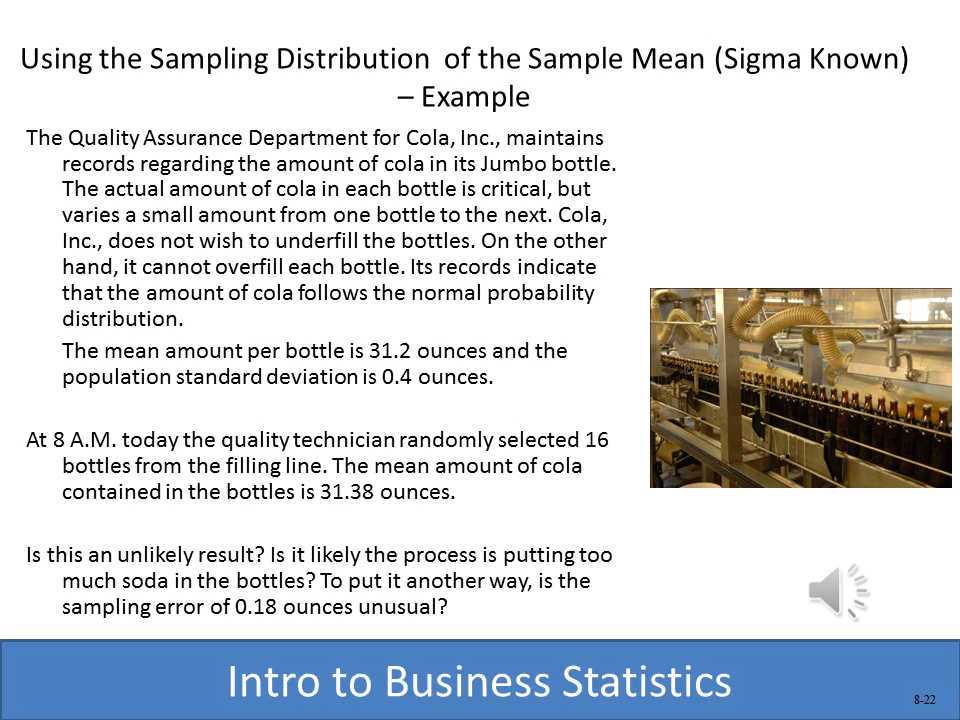 Using the Sampling Distribution of the Sample Mean (Sigma Known)
– Example
The Quality Assurance Department for Cola, Inc., maintains
records regarding the amount of cola in its Jumbo bottle.
The actual amount of cola in each bottle is critical, but
varies a small amount from one bottle to the next. Cola,
Inc., does not wish to underfill the bottles. On the other
hand, it cannot overfill each bottle. Its records indicate
that the amount of cola follows the normal probability
distribution.
The mean amount per bottle is 31.2 ounces and the
population standard deviation is 0.4 ounces.
At 8 A.M. today the quality technician randomly selected 16
bottles from the filling line. The mean amount of cola
contained in the bottles is 31.38 ounces.
Is this an unlikely result? Is it likely the process is putting too
much soda in the bottles? To put it another way, is the
sampling error of 0.18 ounces unusual?
Intro to Business Statistics
8-22